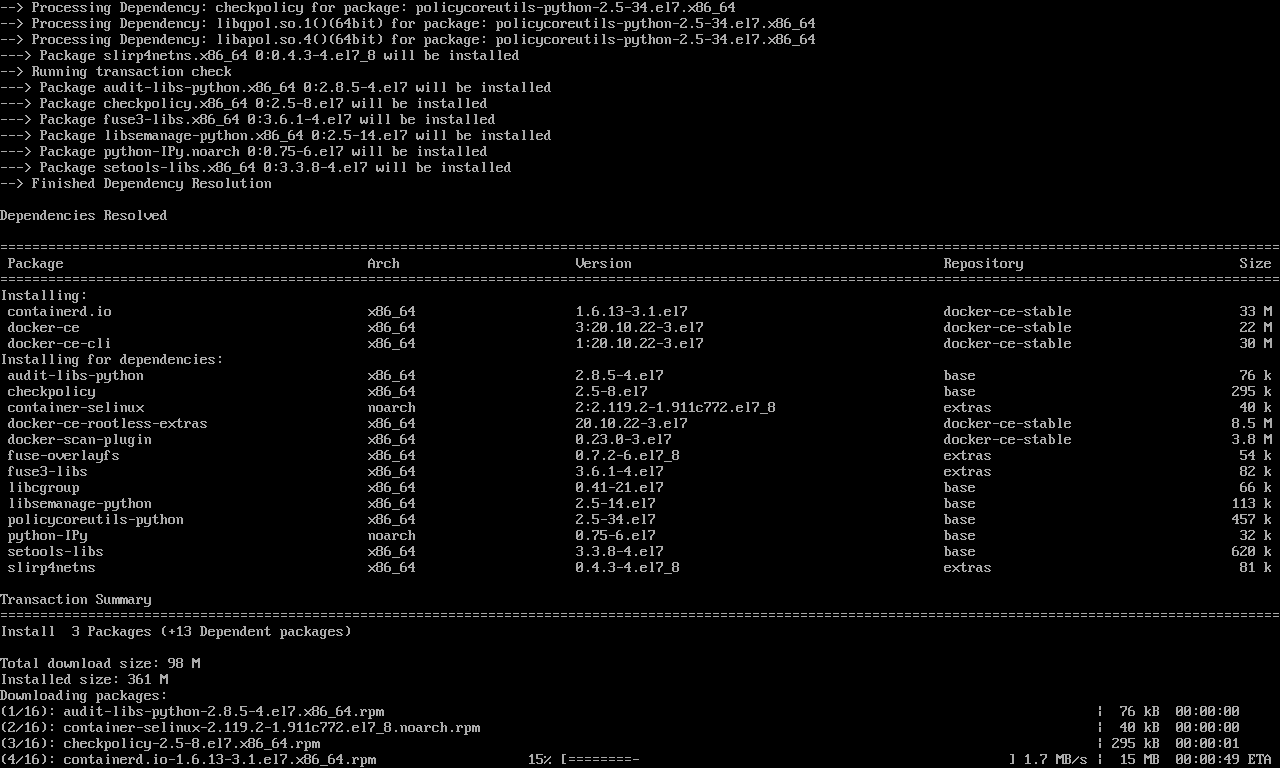 --> Processing Dependency: checkpolicy for package: policycoreutils-python-2.5-34.el7.x86_64
--> Processing Dependency: libqpol.so.1()(64bit) for package: policycoreutils-python-2.5-34.el7.x86_64
--> Processing Dependency: libapol.so.4()(64bit) for package: policycoreutils-python-2.5-34.el7.x86_64
---> Package slirp4netns.x86_64 0:0.4.3-4.el7_8 will be installed
--> Running transaction check
---> Package audit-libs-python.x86_64 0:2.8.5-4.el7 will be installed
---> Package checkpolicy.x86_64 0:2.5-8.el7 will be installed
---> Package fuse3-libs.x86_64 0:3.6.1-4.el7 will be installed
---> Package libsemanage-python.x86_64 0:2.5-14.el7 will be installed
---> Package python-IPy.noarch 0:0.75-6.el7 will be installed
---> Package setools-libs.x86_64 0:3.3.8-4.el7 will be installed
--> Finished Dependency Resolution
Dependencies Resolved
================================================================================
Package Arch Version Repository Size
================================================================================
Installing:
containerd.io x86_64 1.6.13-3.1.el7 docker-ce-stable 33 M
docker-ce x86_64 3:20.10.22-3.el7 docker-ce-stable 22 M
docker-ce-cli x86_64 1:20.10.22-3.el7 docker-ce-stable 30 M
Installing for dependencies:
audit-libs-python x86_64 2.8.5-4.el7 base 76 k
checkpolicy x86_64 2.5-8.el7 base 295 k
container-selinux noarch 2:2.119.2-1.911c772.el7_8 extras 40 k
docker-ce-rootless-extras x86_64 20.10.22-3.el7 docker-ce-stable 8.5 M
docker-scan-plugin x86_64 0.23.0-3.el7 docker-ce-stable 3.8 M
fuse-overlayfs x86_64 0.7.2-6.el7_8 extras 54 k
fuse3-libs x86_64 3.6.1-4.el7 extras 82 k
libcgroup x86_64 0.41-21.el7 base 66 k
libsemanage-python x86_64 2.5-14.el7 base 113 k
policycoreutils-python x86_64 2.5-34.el7 base 457 k
python-IPy noarch 0.75-6.el7 base 32 k
setools-libs x86_64 3.3.8-4.el7 base 620 k
slirp4netns x86_64 0.4.3-4.el7_8 extras 81 k
Transaction Summary
================================================================================
Install  3 Packages (+13 Dependent packages)
Total download size: 98 M
Installed size: 361 M
Downloading packages:
(1/16): audit-libs-python-2.8.5-4.el7.x86_64.rpm | 76 kB 00:00:00
(2/16): container-selinux-2.119.2-1.911c772.el7_8.noarch.rpm | 40 kB 00:00:00
(3/16): checkpolicy-2.5-8.el7.x86_64.rpm | 295 kB 00:00:01
(4/16): containerd.io-1.6.13-3.1.el7.x86_64.rpm 15% [========- ] 1.7 MB/s | 15 MB 00:00:49 ETA